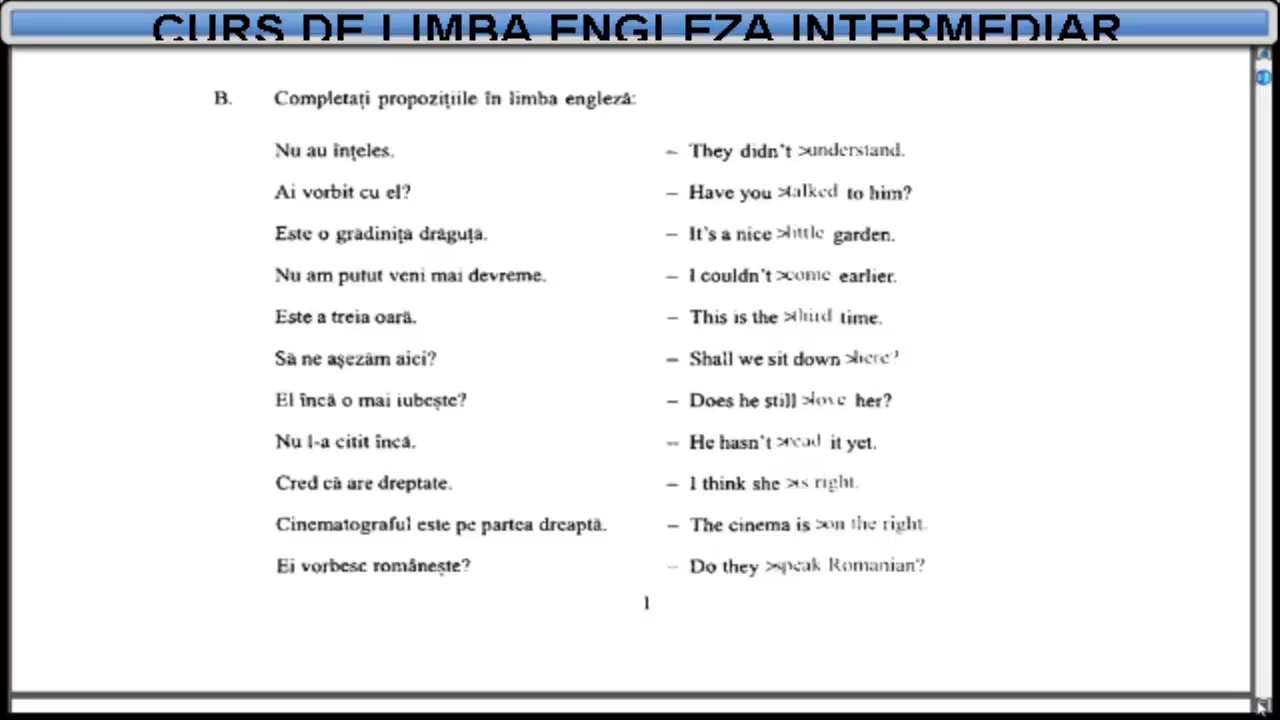 CURS DE LIMBA ENGLEZA INTERMEDIAR
B. Completați propozițiile în limba engleză:
Nu au înțeles. – They didn't >understand.
Ai vorbit cu el? – Have you >talked to him?
Este o grădinița drăguță. – It's a nice >little garden.
Nu am putut veni mai devreme. – I couldn't >come earlier.
Este a treia oară. – This is the >third time.
Să ne așezăm aici? – Shall we sit down >here?
El încă o mai iubește? – Does he still >love her?
Nu l-a citit încă. – He hasn't >read it yet.
Cred că are dreptate. – I think she >is right.
Cinematograful este pe partea dreaptă. – The cinema is >on the right.
Ei vorbesc românește? – Do they >speak Romanian?
1